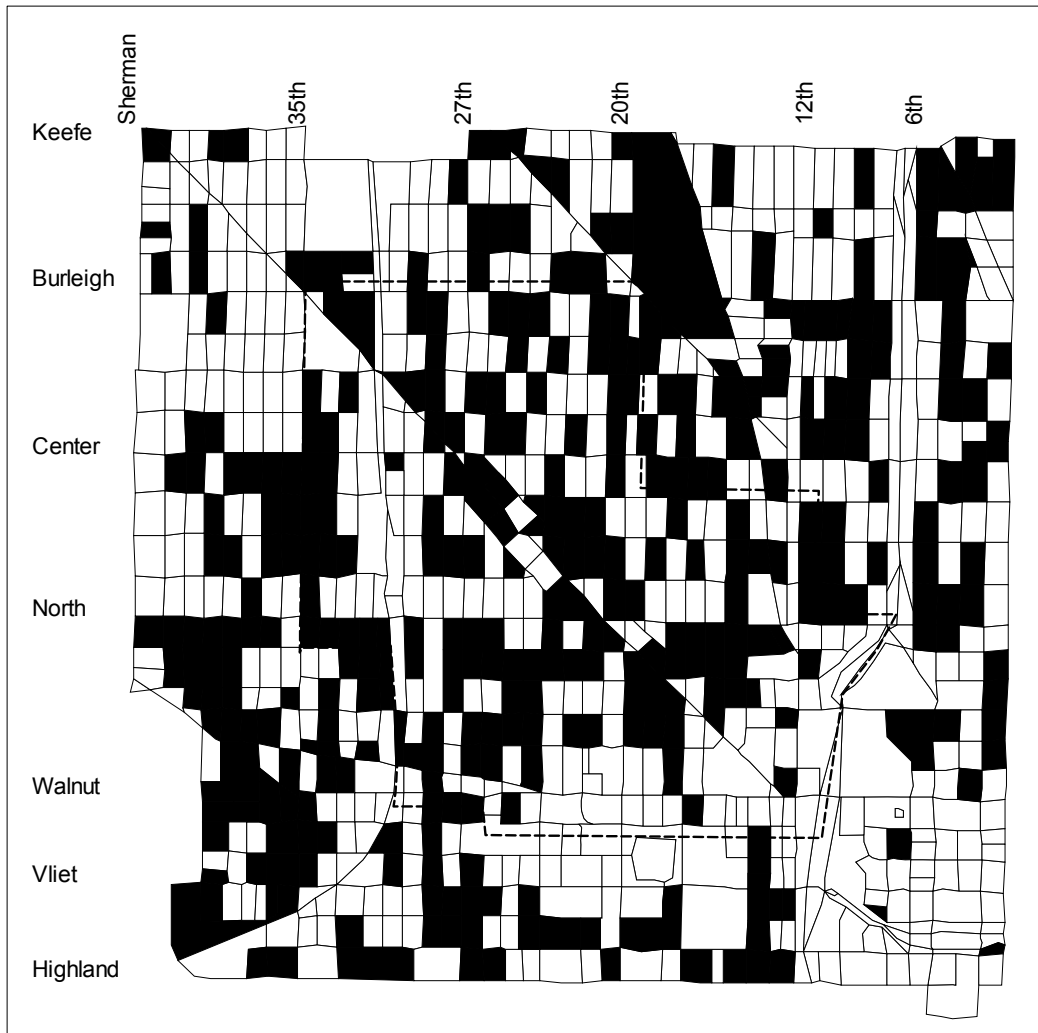 Sherman
35th
27th
20th
12th
6th
Keefe
Burleigh
Center
North
Walnut
Vliet
Highland